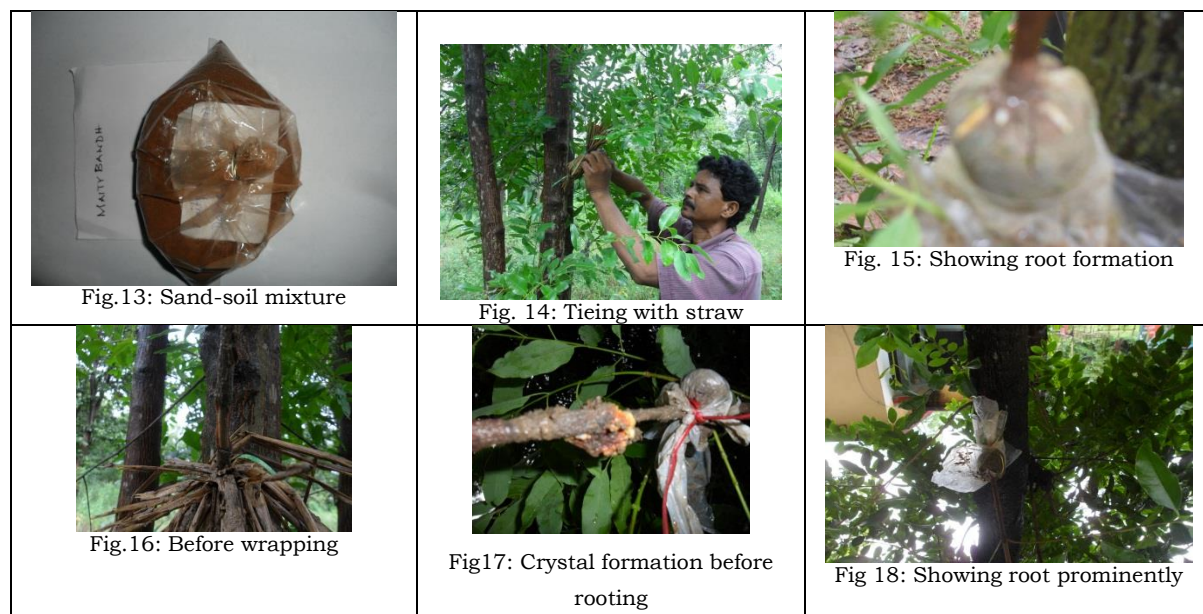 MAITY BANDH
Fig.13: Sand-soil mixture
Fig. 14: Tieing with straw
Fig. 15: Showing root formation
Fig.16: Before wrapping
Fig17: Crystal formation before
rooting
Fig 18: Showing root prominently